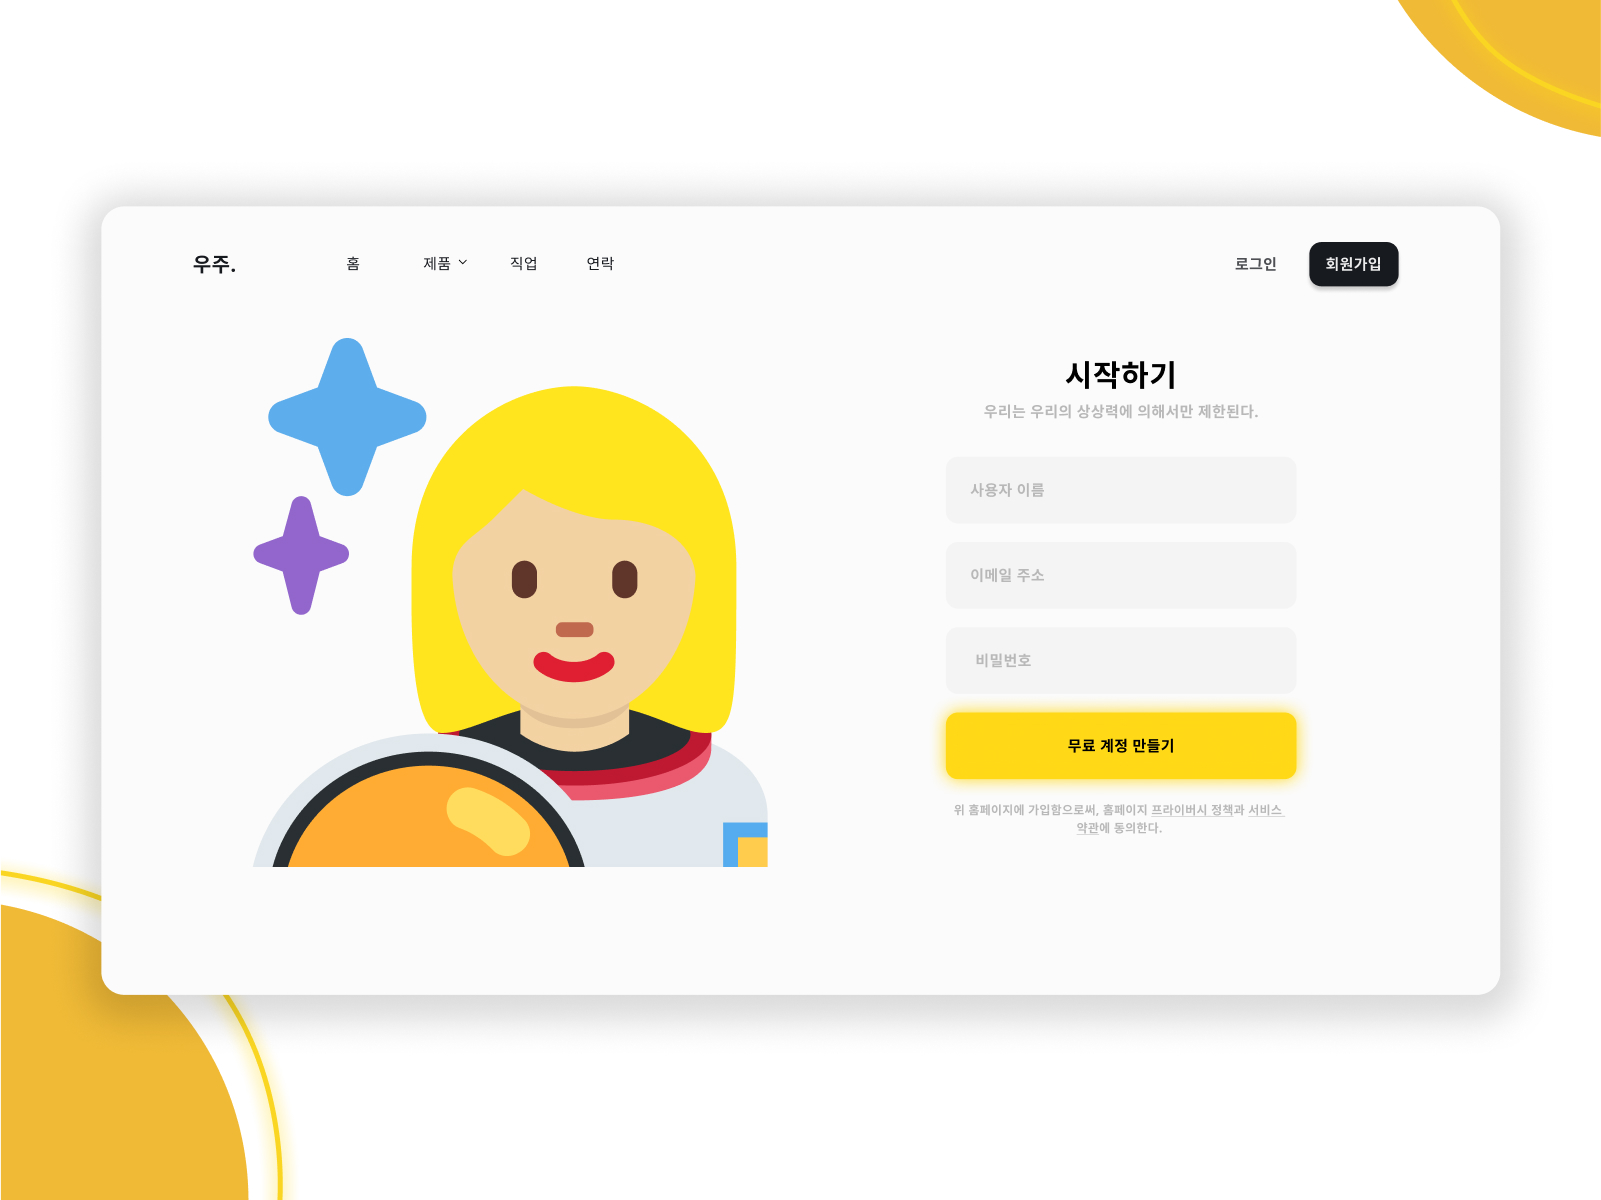 우주.
홈 제품 직업 연락
로그인 회원가입
시작하기
우리는 우리의 상상력에 의해서만 제한된다.
사용자 이름
이메일 주소
비밀번호
무료 계정 만들기
위 홈페이지에 가입함으로써, 홈페이지 프라이버시 정책과 서비스
약관에 동의한다.